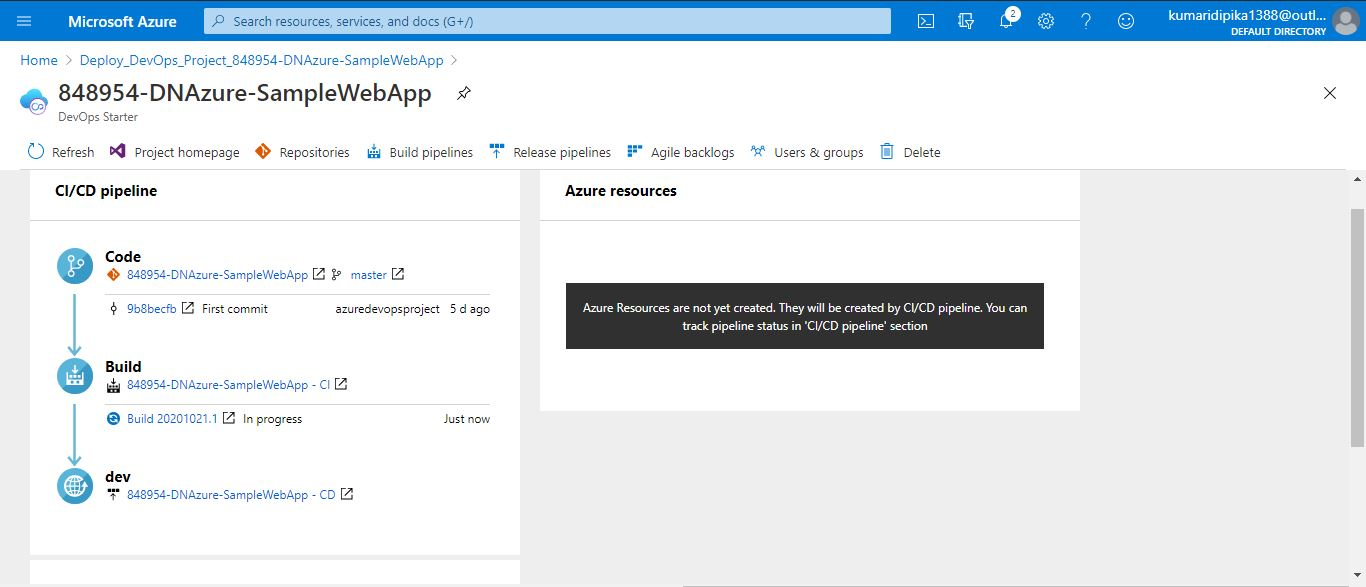 Microsoft Azure
Search resources, services, and docs (G+/)
2
kumaridipika1388@outl...
DEFAULT DIRECTORY
Home > Deploy_DevOps_Project_848954-DNAzure-SampleWebApp >
848954-DNAzure-SampleWebApp
DevOps Starter
Refresh Project homepage Repositories Build pipelines Release pipelines Agile backlogs Users & groups Delete
CI/CD pipeline
Code
848954-DNAzure-SampleWebApp master
9b8becfb First commit azuredevopsproject 5 d ago
Build
848954-DNAzure-SampleWebApp - CI
Build 20201021.1 In progress Just now
dev
848954-DNAzure-SampleWebApp - CD
Azure resources
Azure Resources are not yet created. They will be created by CI/CD pipeline. You can
track pipeline status in 'CI/CD pipeline' section